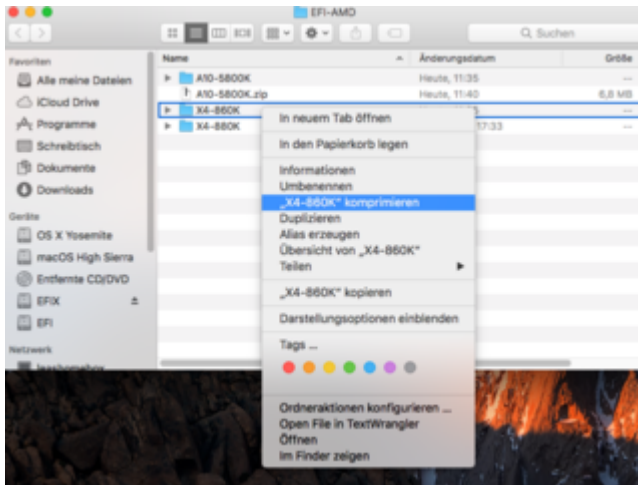 EFI-AMD
Suchen
Favoriten
Alle meine Dateien
iCloud Drive
Programme
Schreibtisch
Dokumente
Downloads
Geräte
OS X Yosemite
macOS High Sierra
Entfernte CD/DVD
EFIX
EFI
Netzwerk
Name Änderungsdatum Größe
A10-5800K Heute, 11:35 --
A10-5800K.zip Heute, 11:40 6,8 MB
X4-860K --
X4-880K 17:33 --
In neuem Tab öffnen
In den Papierkorb legen
Informationen
Umbenennen
„X4-860K“ komprimieren
Duplizieren
Alias erzeugen
Übersicht von „X4-860K“
Teilen
„X4-860K“ kopieren
Darstellungsoptionen einblenden
Tags ...
Ordneraktionen konfigurieren ...
Open File in TextWrangler
Öffnen
Im Finder zeigen